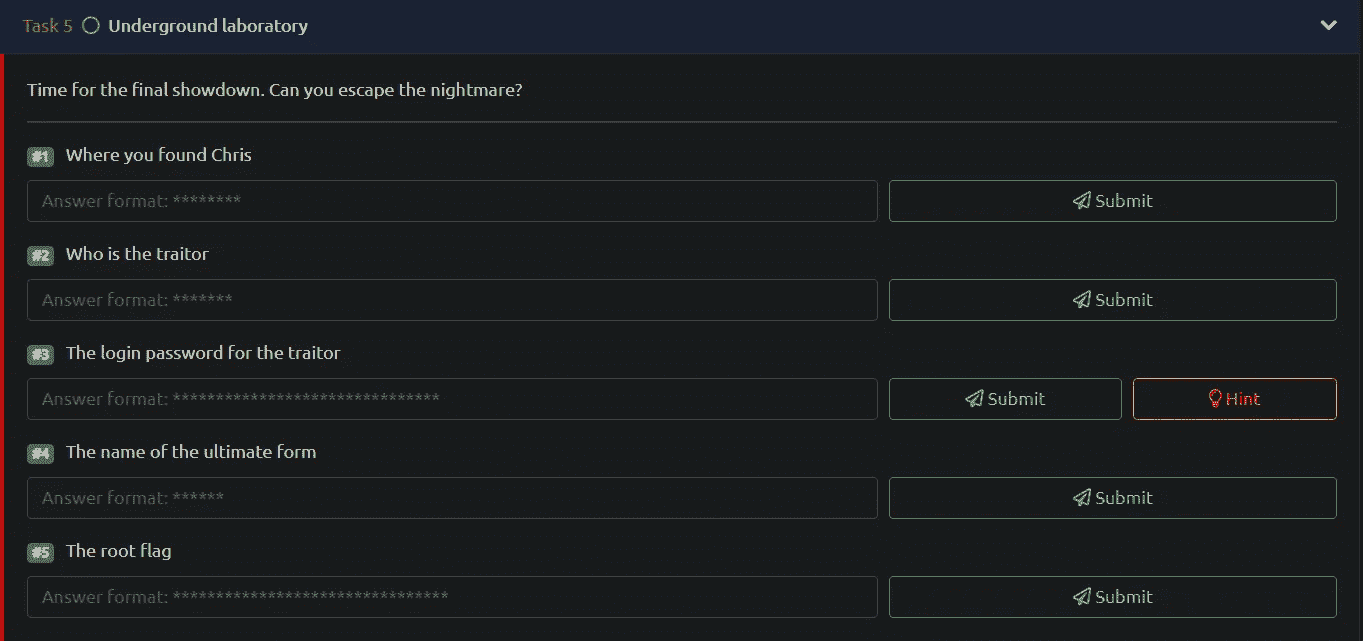 Task 5 Underground laboratory
Time for the final showdown. Can you escape the nightmare?
#1 Where you found Chris
Answer format: ******** Submit
#2 Who is the traitor
Answer format: ******* Submit
#3 The login password for the traitor
Answer format: ******************************* Submit Hint
#4 The name of the ultimate form
Answer format: ****** Submit
#5 The root flag
Answer format: ******************************** Submit